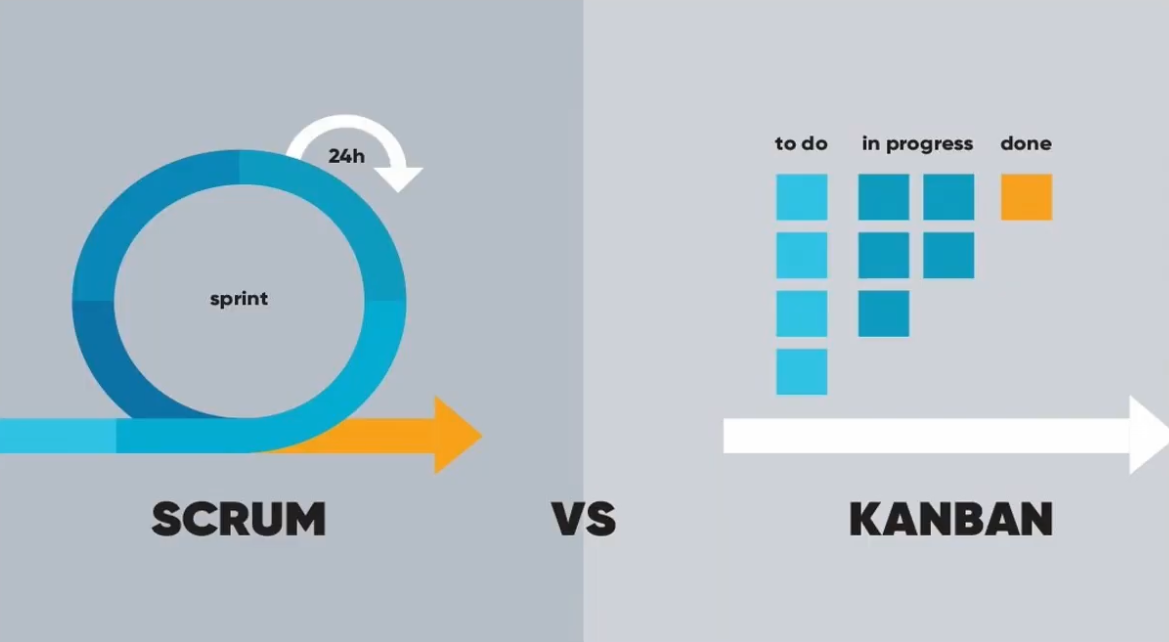 24h
sprint
SCRUM
VS
to do in progress done
KANBAN